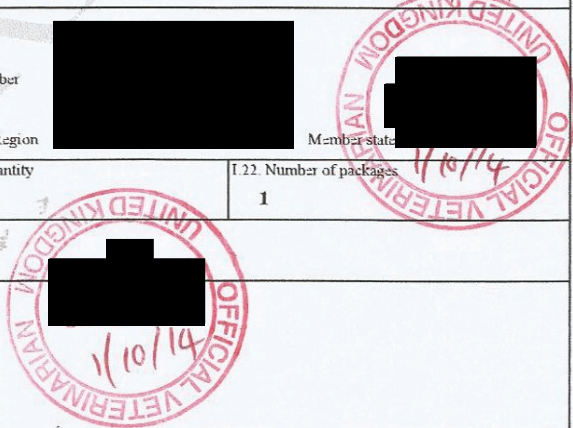 UNITED KINGDOM
OFFICIAL VETERINARIAN
1/10/14
ber
egion
Member state
antity
I.22. Number of packages
1
UNITED KINGDOM
OFFICIAL VETERINARIAN
1/10/14